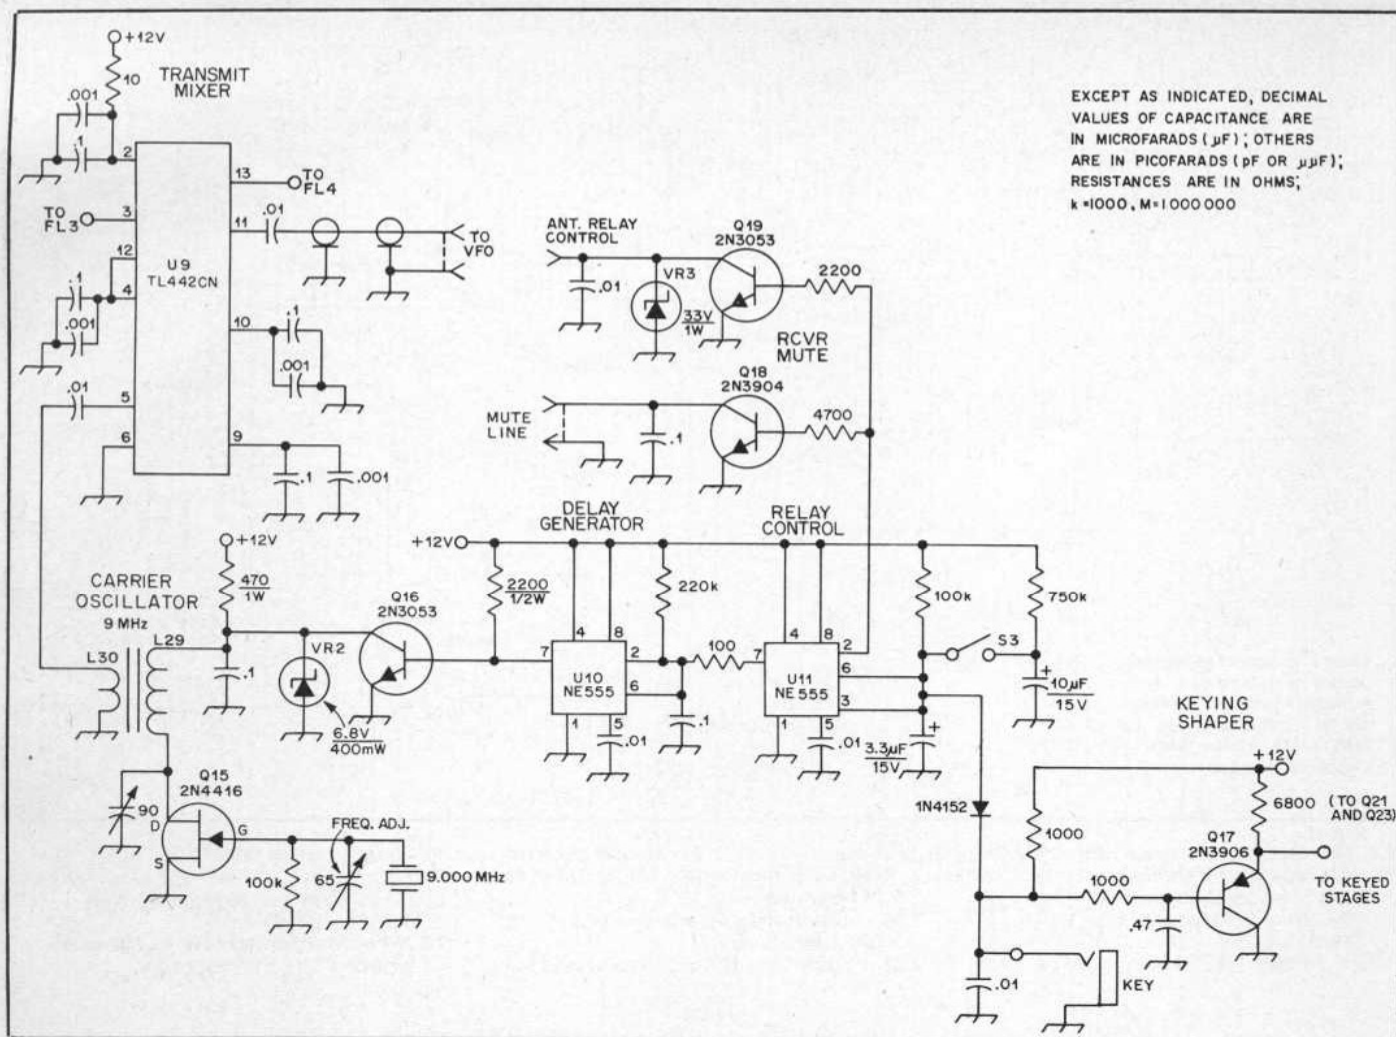 +12V
10
TRANSMIT
MIXER
.001
.1
2
13
TO
FL4
TO
FL3
3
11
.01
TO
VFO
12
U9
TL442CN
4
.1
.001
10
.1
.001
.01
5
6
9
.1
.001
EXCEPT AS INDICATED, DECIMAL
VALUES OF CAPACITANCE ARE
IN MICROFARADS (µF); OTHERS
ARE IN PICOFARADS (pF OR µµF);
RESISTANCES ARE IN OHMS;
k=1000, M=1000 000
ANT. RELAY
CONTROL
.01
VR3
33V
1W
Q19
2N3053
2200
RCVR
MUTE
Q18
2N3904
MUTE
LINE
.1
4700
DELAY
GENERATOR
RELAY
CONTROL
+12V
CARRIER
OSCILLATOR
9 MHz
470
1W
L30
L29
.1
VR2
6.8V
400mW
Q16
2N3053
+12V
2200
1/2W
4
8
7
U10
NE555
2
6
1
5
.01
220k
.1
100
4
8
7
U11
NE555
2
6
3
1
5
.01
100k
750k
S3
+
10µF
15V
+
3.3µF
15V
KEYING
SHAPER
+12V
6800
(TO Q21
AND Q23)
1N4152
1000
1000
Q17
2N3906
TO KEYED
STAGES
.47
.01
KEY
Q15
2N4416
90
D
G
S
100k
FREQ. ADJ.
65
9.000 MHz